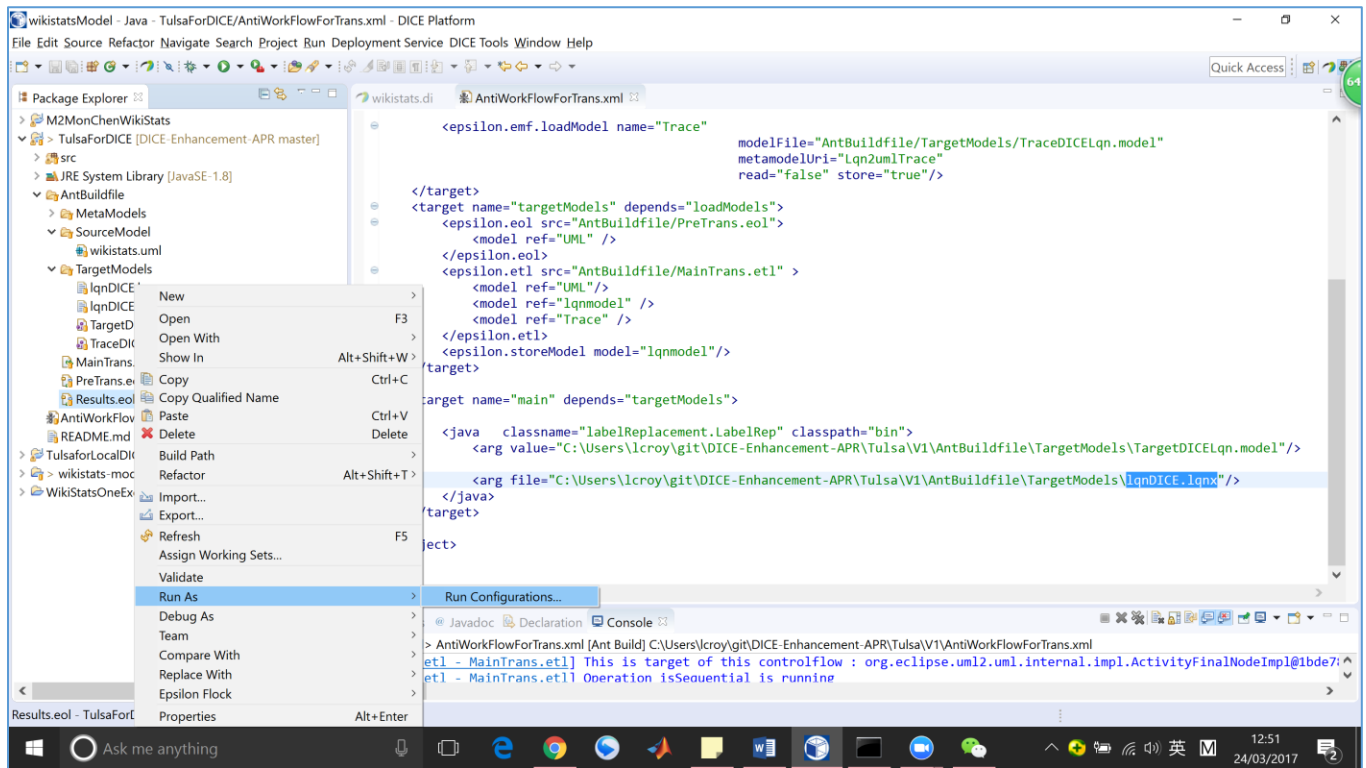 wikistatsModel - Java - TulsaForDICE/AntiWorkFlowForTrans.xml - DICE Platform
File Edit Source Refactor Navigate Search Project Run Deployment Service DICE Tools Window Help
Quick Access
64
Package Explorer
wikistats.di
AntiWorkFlowForTrans.xml
M2MonChenWikiStats
> TulsaForDICE [DICE-Enhancement-APR master]
src
JRE System Library [JavaSE-1.8]
AntBuildfile
MetaModels
SourceModel
wikistats.uml
TargetModels
lqnDICE.l
lqnDICE
TargetD
TraceDI
MainTrans.
PreTrans.e
Results.eol
AntiWorkFlow
README.md
TulsaforLocalDI
> wikistats-mod
WikiStatsOneEx
New
Open F3
Open With
Show In Alt+Shift+W
Copy Ctrl+C
Copy Qualified Name
Paste Ctrl+V
Delete Delete
Build Path
Refactor Alt+Shift+T
Import...
Export...
Refresh F5
Assign Working Sets...
Validate
Run As
Debug As
Team
Compare With
Replace With
Epsilon Flock
Properties Alt+Enter
Run Configurations...
<epsilon.emf.loadModel name="Trace"
modelFile="AntBuildfile/TargetModels/TraceDICELqn.model"
metamodelUri="Lqn2umlTrace"
read="false" store="true"/>
</target>
<target name="targetModels" depends="loadModels">
<epsilon.eol src="AntBuildfile/PreTrans.eol">
<model ref="UML" />
</epsilon.eol>
<epsilon.etl src="AntBuildfile/MainTrans.etl" >
<model ref="UML"/>
<model ref="lqnmodel" />
<model ref="Trace" />
</epsilon.etl>
<epsilon.storeModel model="lqnmodel"/>
/target>
target name="main" depends="targetModels">
<java classname="labelReplacement.LabelRep" classpath="bin">
<arg value="C:\Users\lcroy\git\DICE-Enhancement-APR\Tulsa\V1\AntBuildfile\TargetModels\TargetDICELqn.model"/>
<arg file="C:\Users\lcroy\git\DICE-Enhancement-APR\Tulsa\V1\AntBuildfile\TargetModels\lqnDICE.lqnx"/>
</java>
/target>
ject>
@ Javadoc Declaration Console
> AntiWorkFlowForTrans.xml [Ant Build] C:\Users\lcroy\git\DICE-Enhancement-APR\Tulsa\V1\AntiWorkFlowForTrans.xml
etl - MainTrans.etl] This is target of this controlflow : org.eclipse.uml2.uml.internal.impl.ActivityFinalNodeImpl@1bde7
etl - MainTrans.etl] Operation isSequential is running
Results.eol - TulsaForD
Ask me anything
英
M
12:51
24/03/2017
2